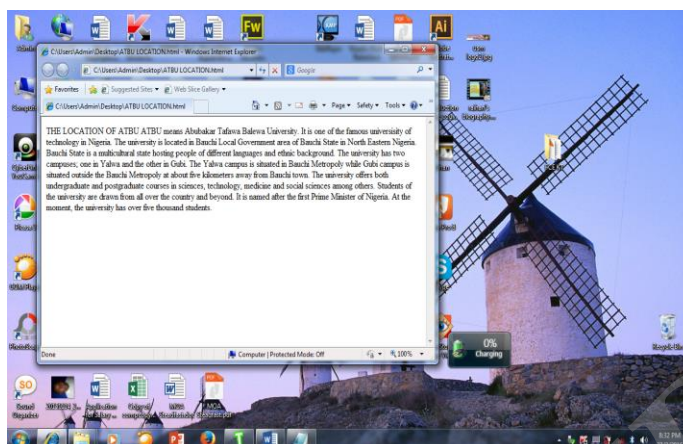 C:\Users\Admin\Desktop\ATBU LOCATION.html - Windows Internet Explorer
C:\Users\Admin\Desktop\ATBU LOCATION.html
Google
Favorites Suggested Sites Web Slice Gallery
C:\Users\Admin\Desktop\ATBU LOCATION.html
Page Safety Tools
THE LOCATION OF ATBU ATBU means Abubakar Tafawa Balewa University. It is one of the famous university of
technology in Nigeria. The university is located in Bauchi Local Government area of Bauchi State in North Eastern Nigeria.
Bauchi State is a multicultural state hosting people of different languages and ethnic background. The university has two
campuses; one in Yalwa and the other in Gubi. The Yalwa campus is situated in Bauchi Metropoly while Gubi campus is
situated outside the Bauchi Metropoly at about five kilometers away from Bauchi town. The university offers both
undergraduate and postgraduate courses in sciences, technology, medicine and social sciences among others. Students of
the university are drawn from all over the country and beyond. It is named after the first Prime Minister of Nigeria. At the
moment, the university has over five thousand students.
Done Computer | Protected Mode: Off 100%
0%
Charging
Recycle Bin
Sound
Organizer
8:32 PM